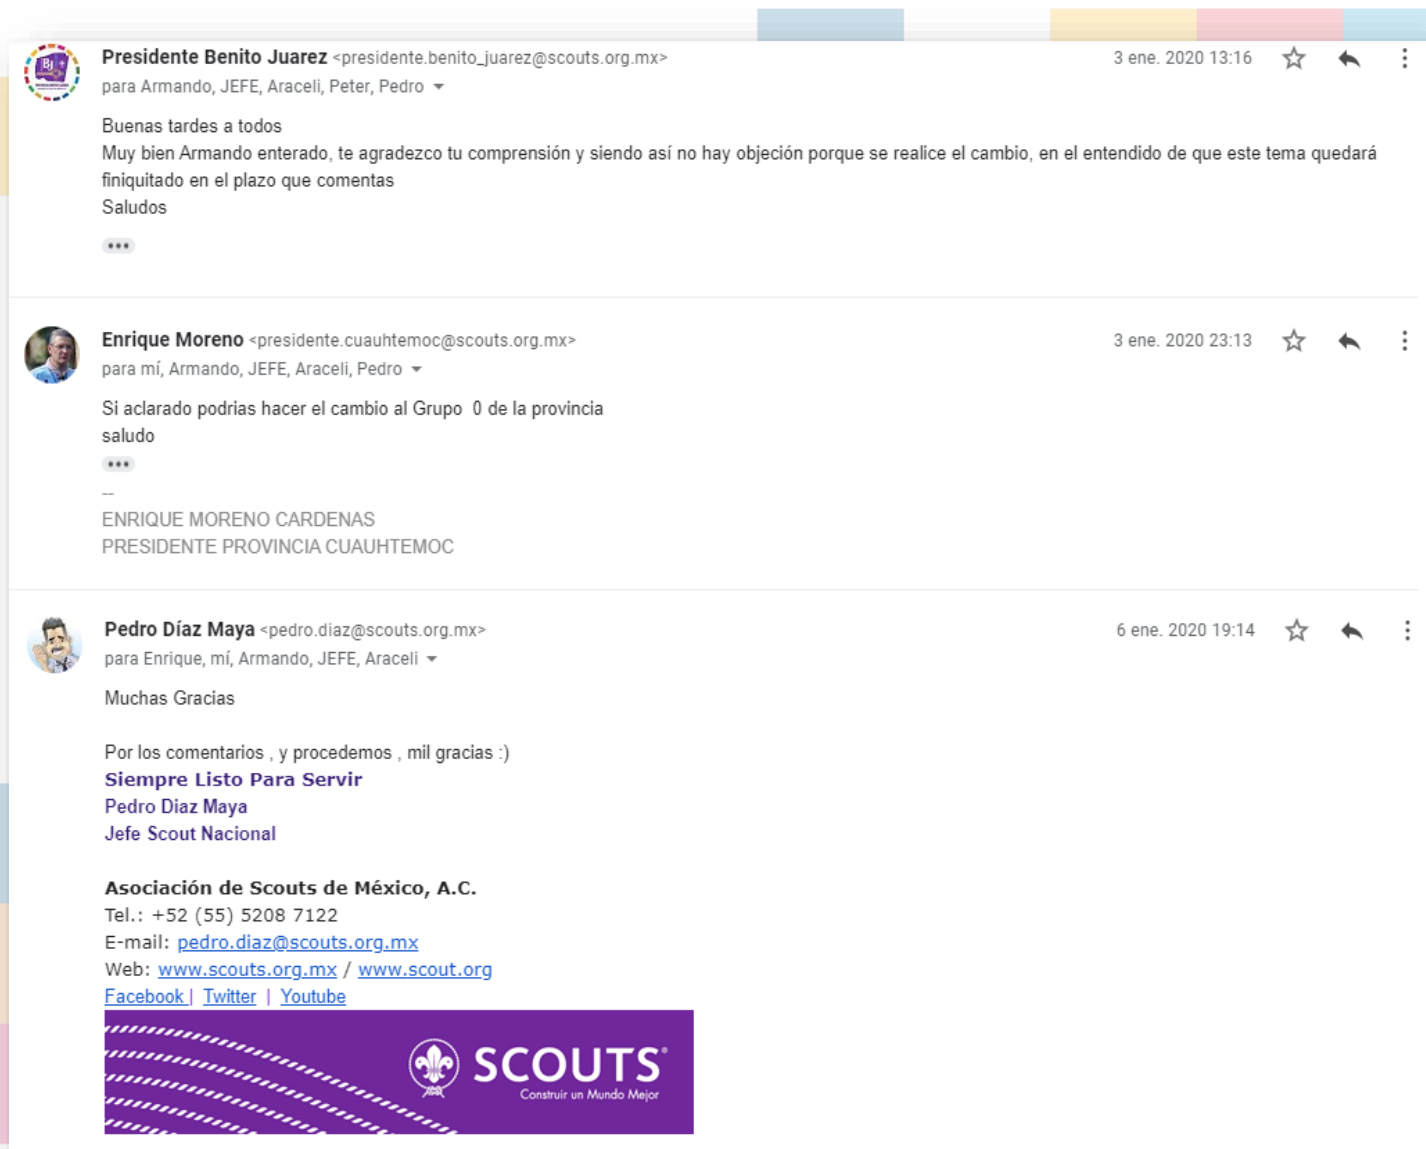 Presidente Benito Juarez <presidente.benito_juarez@scouts.org.mx> 3 ene. 2020 13:16
para Armando, JEFE, Araceli, Peter, Pedro
Buenas tardes a todos
Muy bien Armando enterado, te agradezco tu comprensión y siendo así no hay objeción porque se realice el cambio, en el entendido de que este tema quedará
finiquitado en el plazo que comentas
Saludos
Enrique Moreno <presidente.cuauhtemoc@scouts.org.mx> 3 ene. 2020 23:13
para mí, Armando, JEFE, Araceli, Pedro
Si aclarado podrias hacer el cambio al Grupo 0 de la provincia
saludo
--
ENRIQUE MORENO CARDENAS
PRESIDENTE PROVINCIA CUAUHTEMOC
Pedro Díaz Maya <pedro.diaz@scouts.org.mx> 6 ene. 2020 19:14
para Enrique, mí, Armando, JEFE, Araceli
Muchas Gracias
Por los comentarios , y procedemos , mil gracias :)
Siempre Listo Para Servir
Pedro Diaz Maya
Jefe Scout Nacional
Asociación de Scouts de México, A.C.
Tel.: +52 (55) 5208 7122
E-mail: pedro.diaz@scouts.org.mx
Web: www.scouts.org.mx / www.scout.org
Facebook | Twitter | Youtube
SCOUTS®
Construir un Mundo Mejor